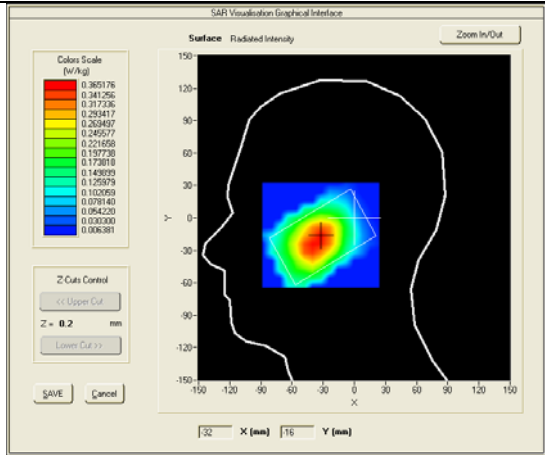 SAR Visualisation Graphical Interface
Surface Radiated Intensity
Zoom In/Out
Colors Scale
(W/kg)
0.365176
0.341256
0.317336
0.293417
0.269497
0.245577
0.221658
0.197738
0.173818
0.149899
0.125979
0.102059
0.078140
0.054220
0.030300
0.006381
Z-Cuts Control
<< Upper Cut
Z = 0.2 mm
Lower Cut >>
SAVE Cancel
150
120
90
60
30
0
-30
-60
-90
-120
-150
Y
-150 -120 -90 -60 -30 0 30 60 90 120 150
X
-32 X (mm) -16 Y (mm)